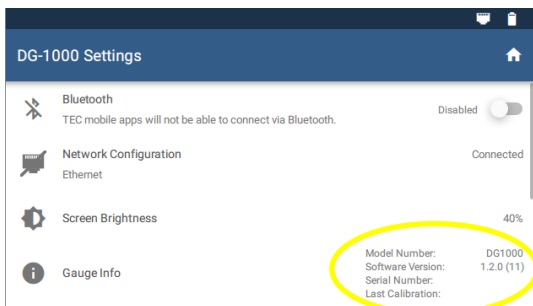 DG-1000 Settings
Bluetooth
TEC mobile apps will not be able to connect via Bluetooth.
Disabled
Network Configuration
Ethernet
Connected
Screen Brightness
40%
Gauge Info
Model Number: DG1000
Software Version: 1.2.0 (11)
Serial Number:
Last Calibration: